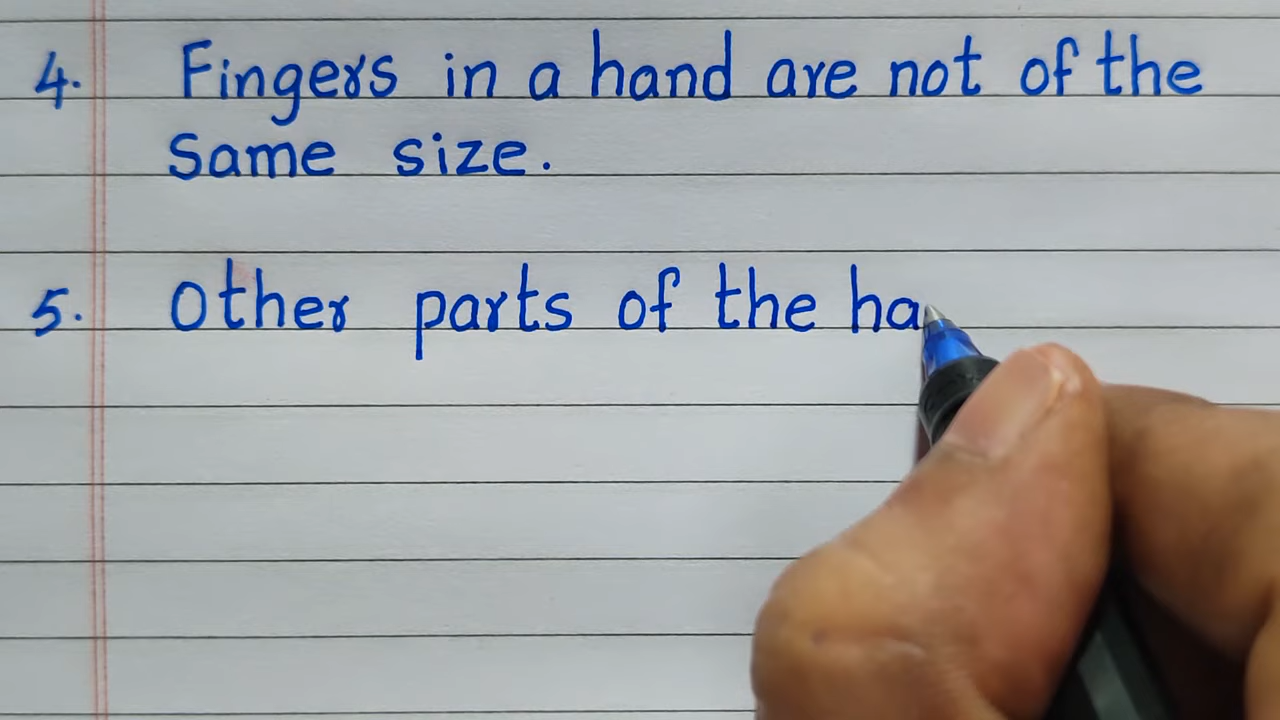 4. Fingers in a hand are not of the
Same size.
5. Other parts of the ha